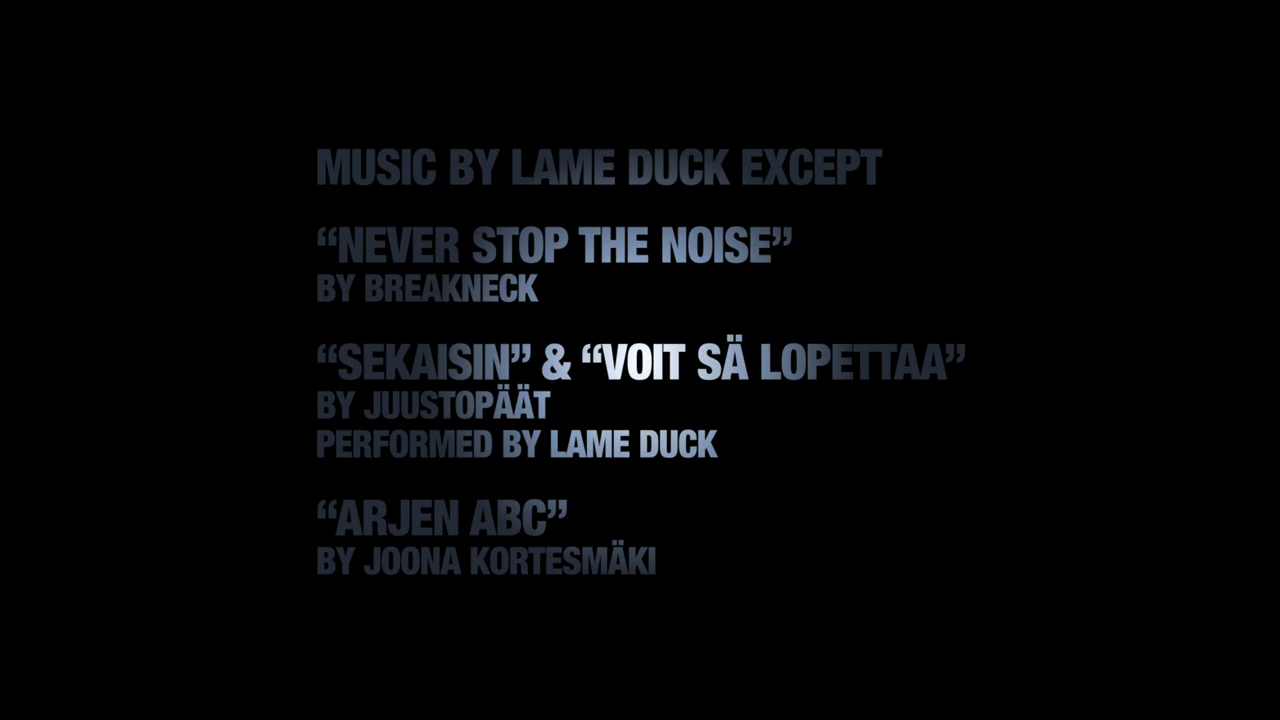 MUSIC BY LAME DUCK EXCEPT
“NEVER STOP THE NOISE”
BY BREAKNECK
“SEKAISIN” & “VOIT SÄ LOPETTAA”
BY JUUSTOPÄÄT
PERFORMED BY LAME DUCK
“ARJEN ABC”
BY JOONA KORTESMÄKI